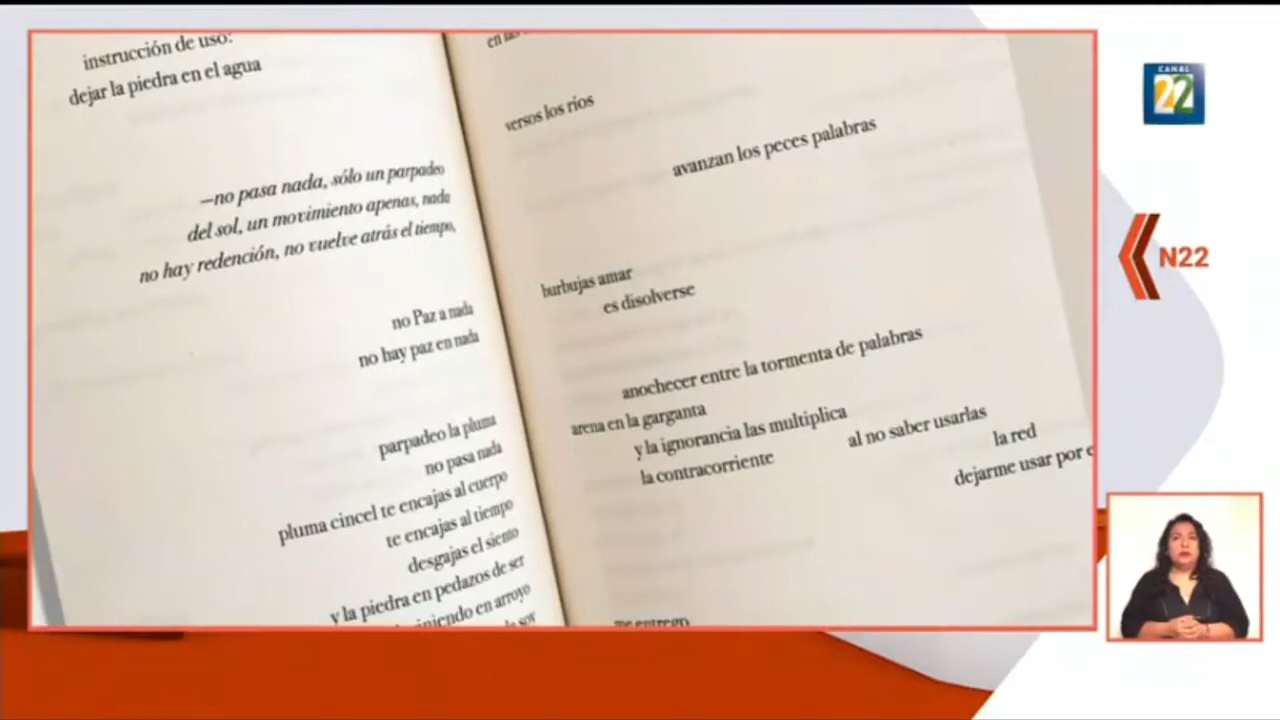 instrucción de uso:
dejar la piedra en el agua
—no pasa nada, sólo un parpadeo
del sol, un movimiento apenas, nada
no hay redención, no vuelve atrás el tiempo,
no Paz a nada
no hay paz en nada
parpadeo la pluma
no pasa nada
pluma cincel te encajas al cuerpo
te encajas al tiempo
desgajas el siento
y la piedra en pedazos de ser
en arroyo
soy
en las
versos los ríos
avanzan los peces palabras
burbujas amar
es disolverse
anochecer entre la tormenta de palabras
arena en la garganta
y la ignorancia las multiplica
al no saber usarlas
la contracorriente
la red
dejarme usar por
me entrego
CANAL
22
N22